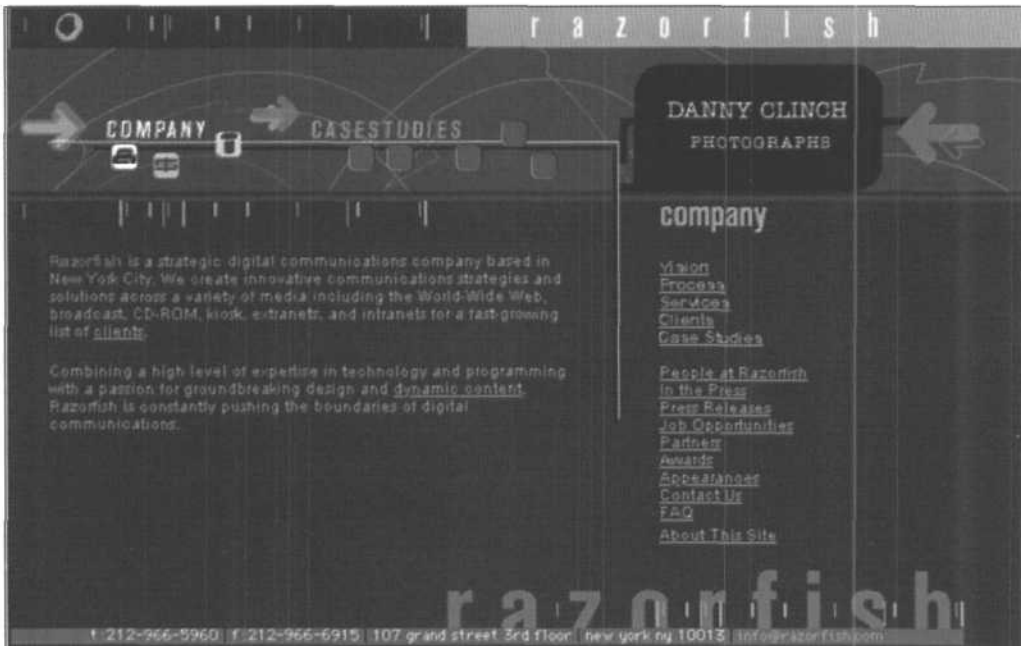 razorfish
COMPANY
CASESTUDIES
DANNY CLINCH
PHOTOGRAPHS
company
Razorfish is a strategic digital communications company based in
New York City. We create innovative communications strategies and
solutions across a variety of media including the World-Wide Web,
broadcast, CD-ROM, kiosk, extranets, and intranets for a fast-growing
list of clients.
Combining a high level of expertise in technology and programming
with a passion for groundbreaking design and dynamic content,
Razorfish is constantly pushing the boundaries of digital
communications.
Vision
Process
Services
Clients
Case Studies
People at Razorfish
In the Press
Press Releases
Job Opportunities
Partners
Awards
Appearances
Contact Us
FAQ
About This Site
razorfish
t:212-966-5960 f:212-966-6915 107 grand street 3rd floor new york ny 10013 info@razorfish.com